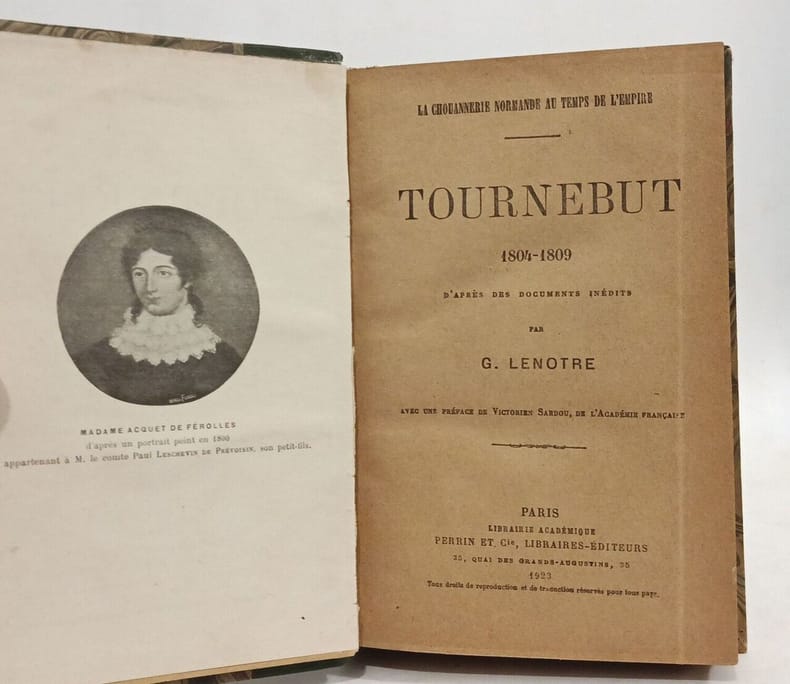 MADAME ACQUET DE FÉROLLES
d'après un portrait peint en 1800
appartenant à M. le comte Paul LESCHEVIN DE PRÉVOISIN, son petit-fils.
LA CHOUANNERIE NORMANDE AU TEMPS DE L'EMPIRE
TOURNEBUT
1804-1809
D'APRÈS DES DOCUMENTS INÉDITS
PAR
G. LENOTRE
AVEC UNE PRÉFACE DE VICTORIEN SARDOU, DE L'ACADÉMIE FRANÇAISE
PARIS
LIBRAIRIE ACADÉMIQUE
PERRIN ET Cie, LIBRAIRES-ÉDITEURS
35, QUAI DES GRANDS-AUGUSTINS, 35
1923
Tous droits de reproduction et de traduction réservés pour tous pays.